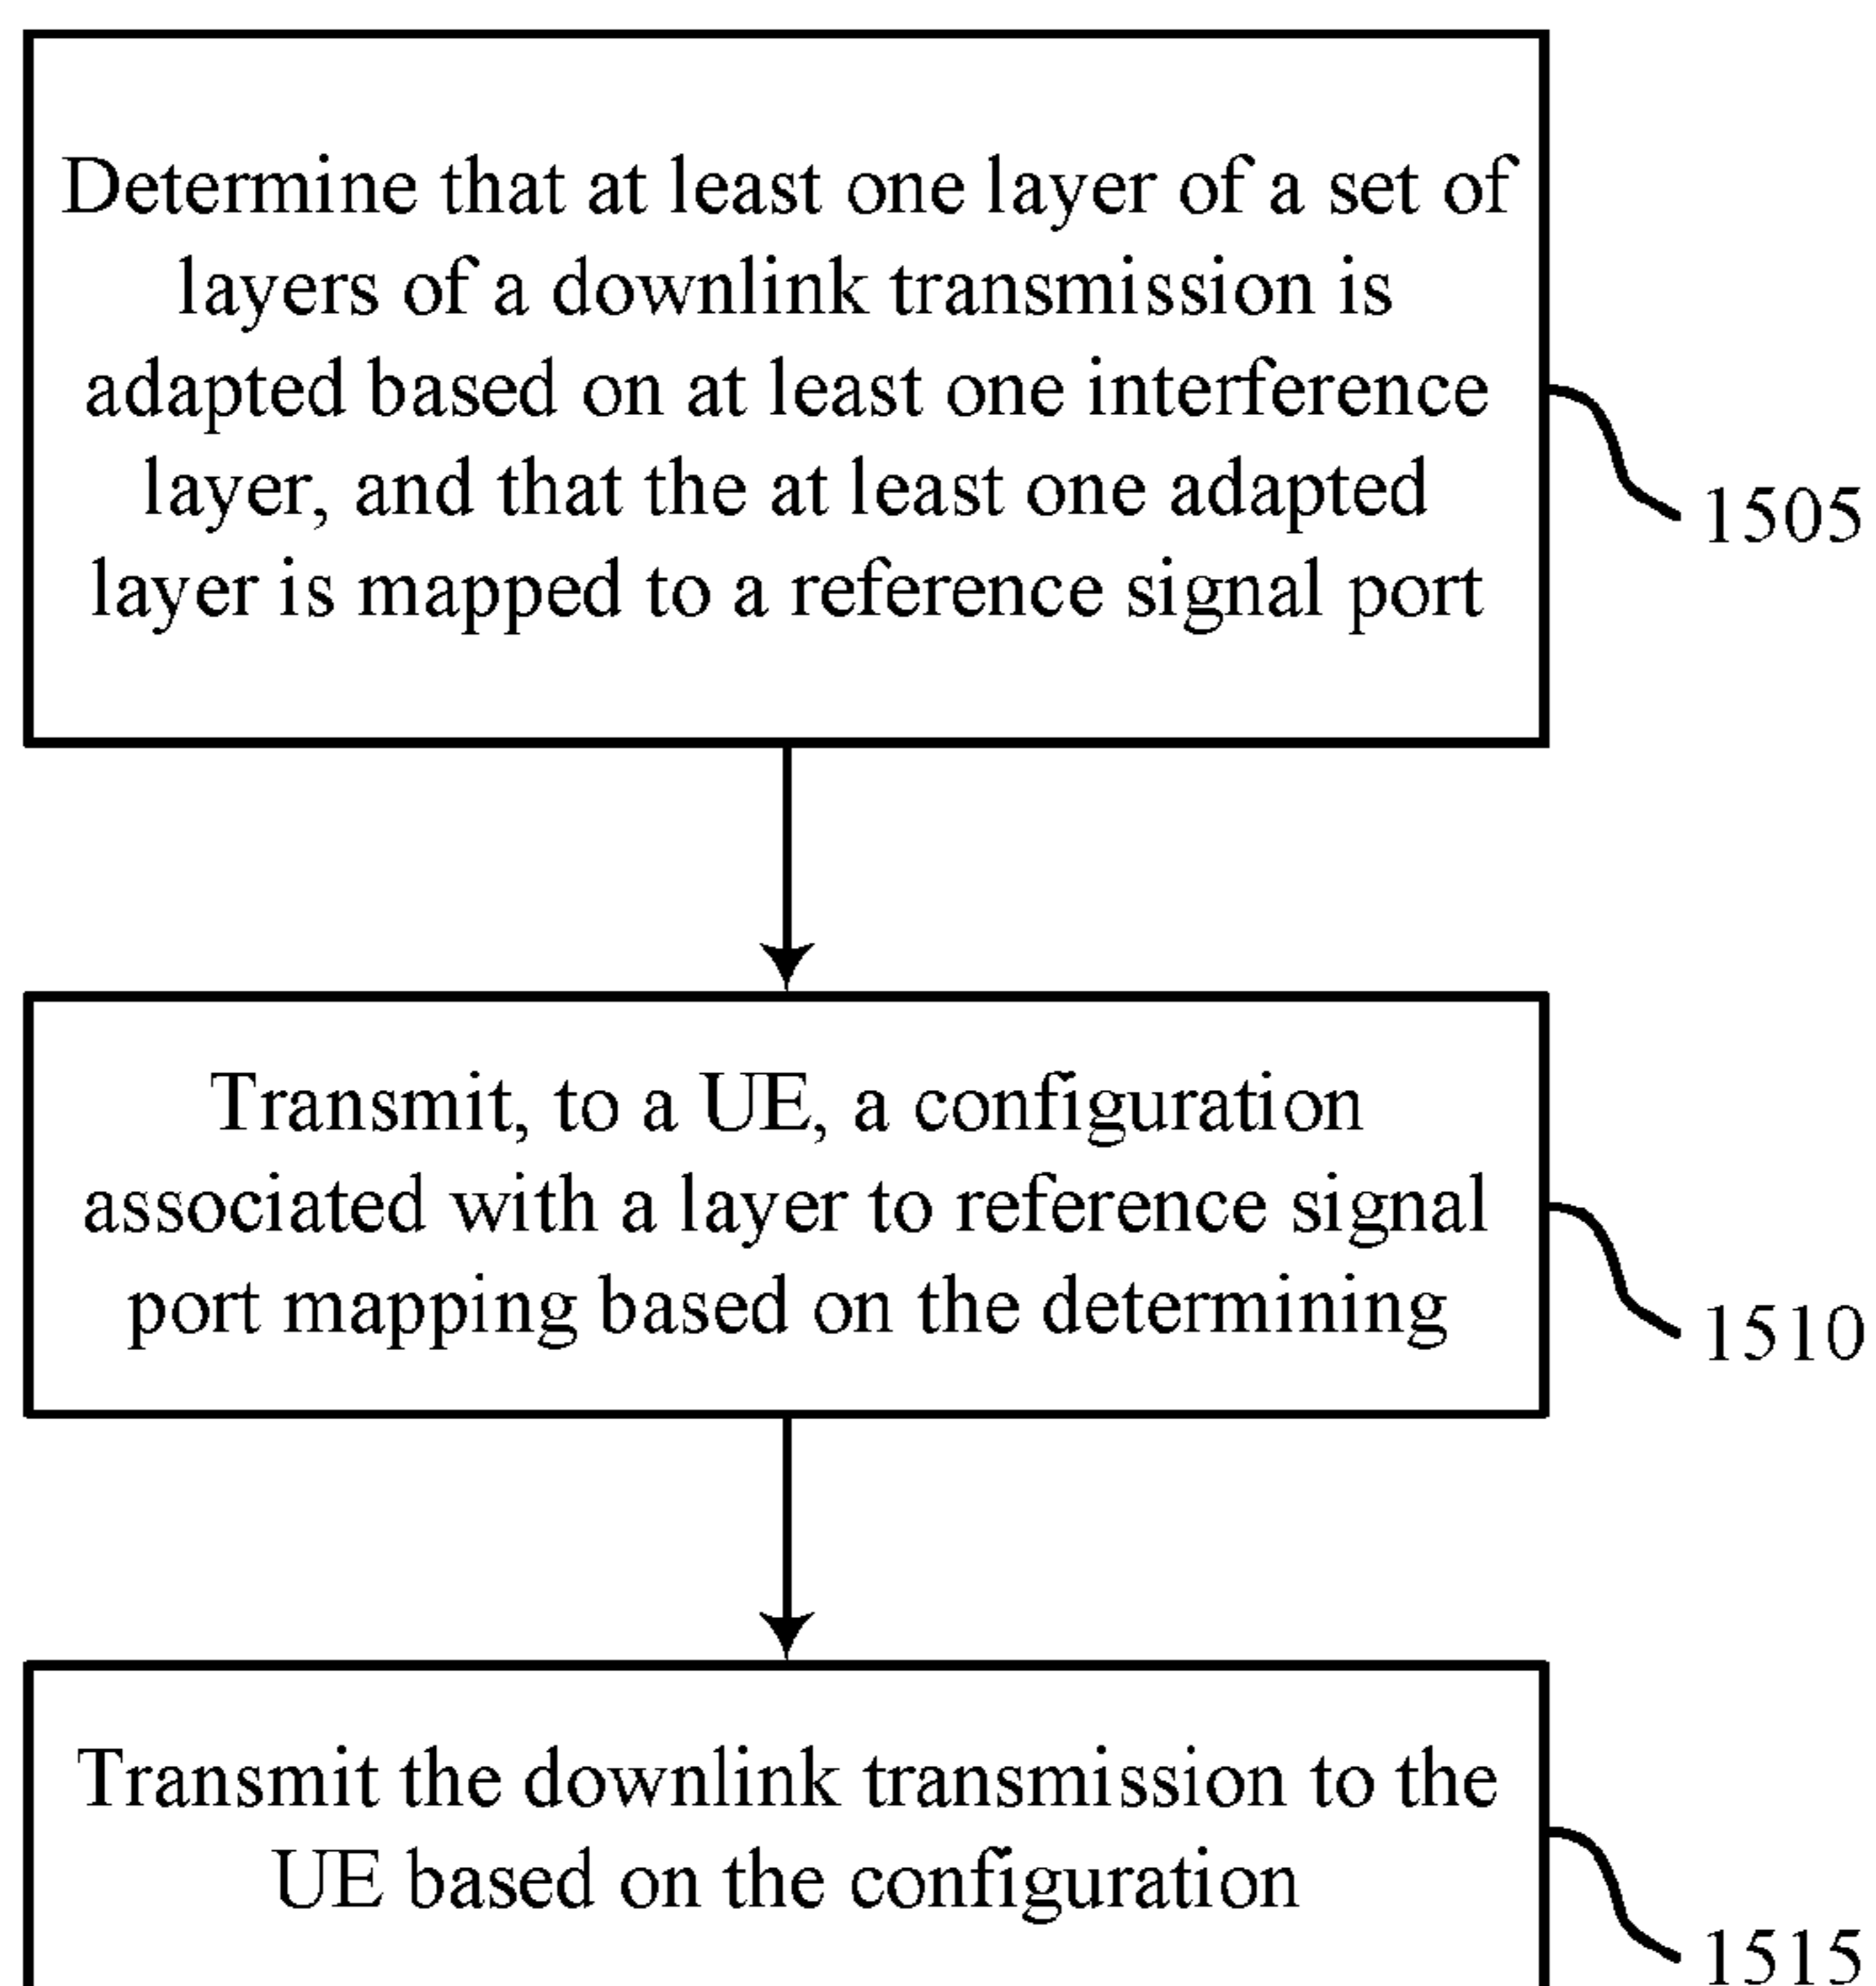 Determine that at least one layer of a set of
layers of a downlink transmission is
adapted based on at least one interference
layer, and that the at least one adapted
layer is mapped to a reference signal port
1505
Transmit, to a UE, a configuration
associated with a layer to reference signal
port mapping based on the determining
1510
Transmit the downlink transmission to the
UE based on the configuration
1515